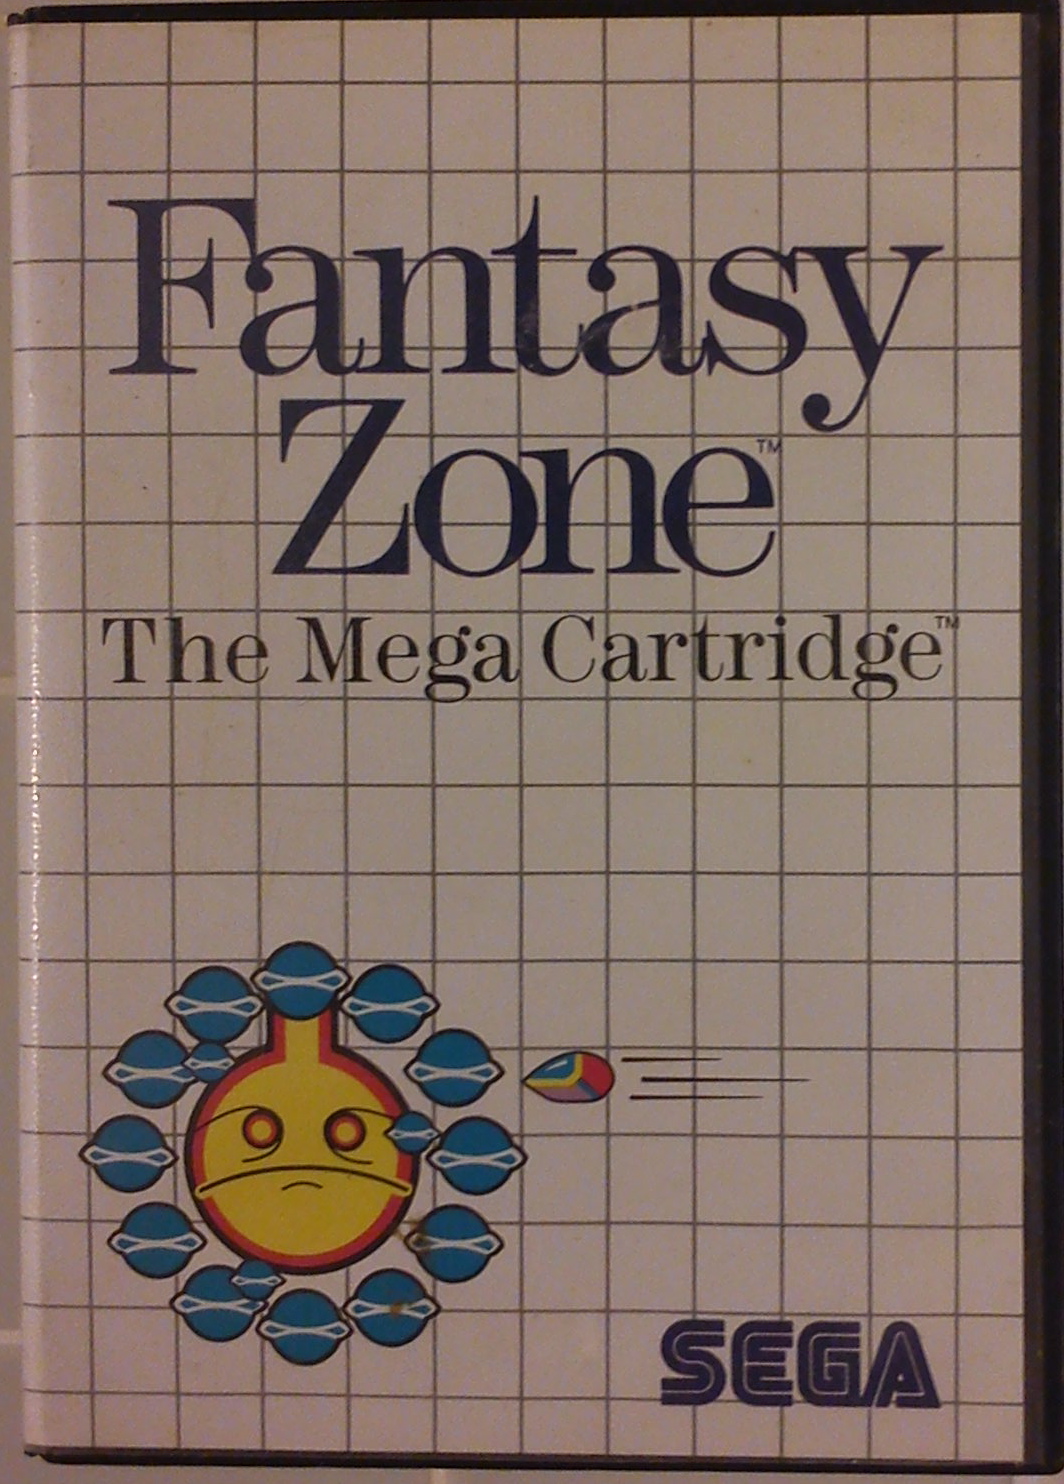 Fantasy
Zone™
The Mega Cartridge™
SEGA